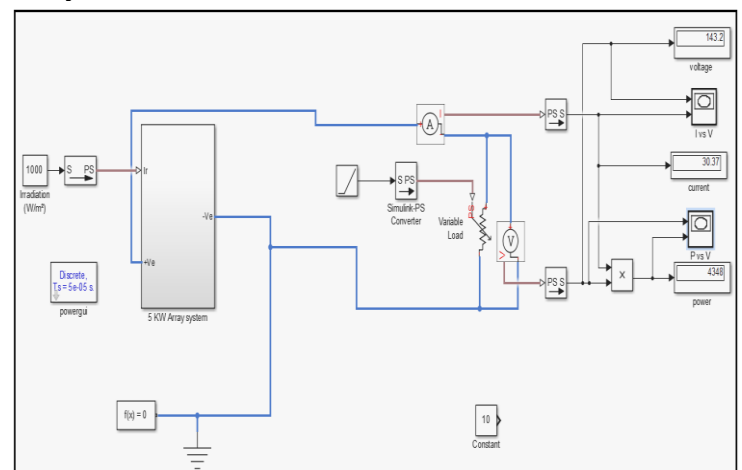 143.2
voltage
I vs V
30.37
current
P vs V
4348
power
1000
Irradiation
(W/m²)
S PS
Ir
-Ve
+Ve
5 KW Array system
Discrete,
Ts = 5e-05 s.
powergui
f(x) = 0
A
I
PS S
S PS
Simulink-PS
Converter
PS
Variable
Load
V
V
PS S
x
10
Constant